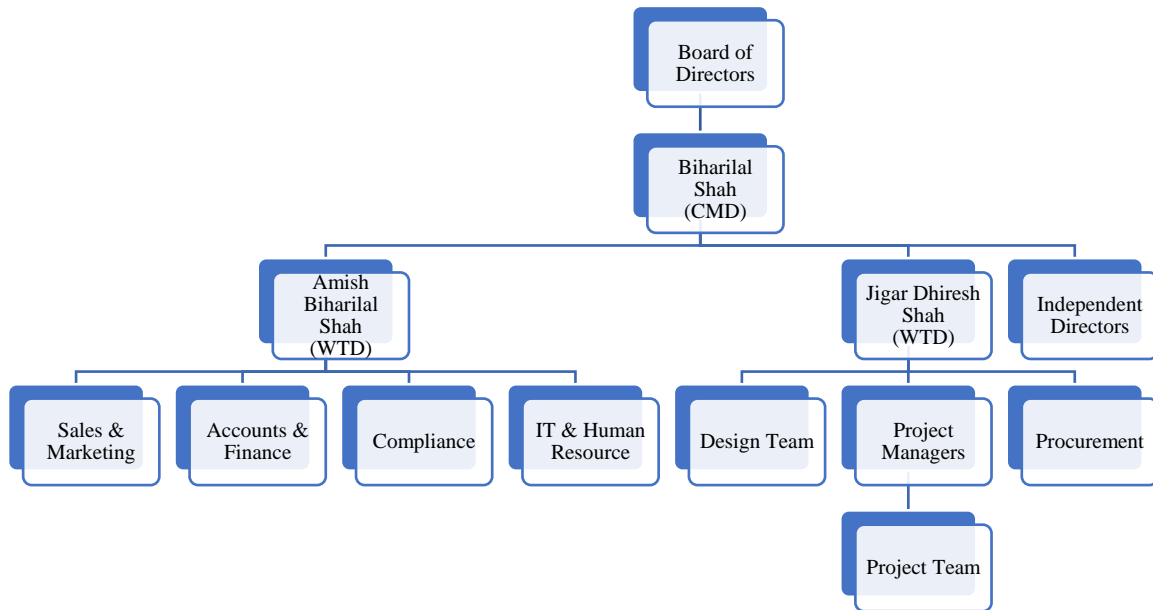 Board of
Directors
Biharilal
Shah
(CMD)
Amish
Biharilal
Shah
(WTD)
Jigar Dhiresh
Shah
(WTD)
Independent
Directors
Sales &
Marketing
Accounts &
Finance
Compliance
IT & Human
Resource
Design Team
Project
Managers
Procurement
Project Team